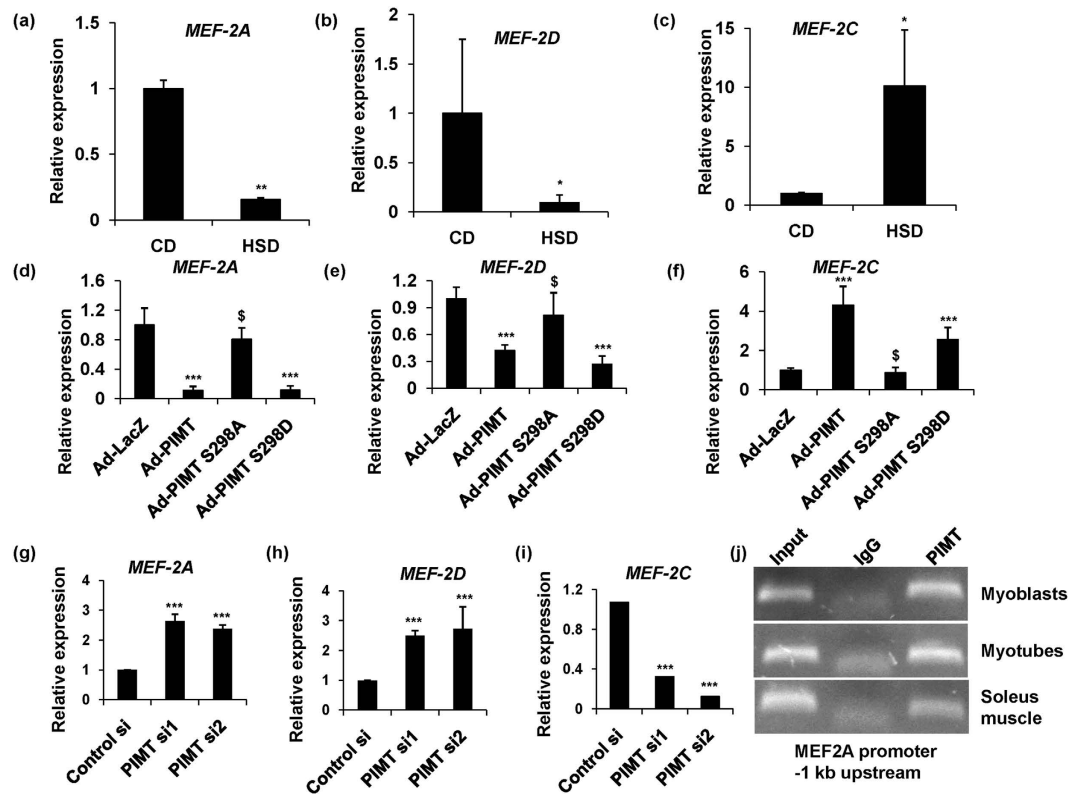 (a)
MEF-2A
Relative expression
1.5
1
0.5
0
**
CD
HSD
(b)
MEF-2D
Relative expression
2
1.5
1
0.5
0
*
CD
HSD
(c)
MEF-2C
Relative expression
15
10
5
0
*
CD
HSD
(d)
MEF-2A
Relative expression
1.6
1.2
0.8
0.4
0
***
$
***
Ad-LacZ
Ad-PIMT
Ad-PIMT S298A
Ad-PIMT S298D
(e)
MEF-2D
Relative expression
1.2
0.9
0.6
0.3
0
***
$
***
Ad-LacZ
Ad-PIMT
Ad-PIMT S298A
Ad-PIMT S298D
(f)
MEF-2C
Relative expression
6
4
2
0
***
$
***
Ad-LacZ
Ad-PIMT
Ad-PIMT S298A
Ad-PIMT S298D
(g)
MEF-2A
Relative expression
4
3
2
1
0
***
***
Control si
PIMT si1
PIMT si2
(h)
MEF-2D
Relative expression
4
3
2
1
0
***
***
Control si
PIMT si1
PIMT si2
(i)
MEF-2C
Relative expression
1.2
0.8
0.4
0
***
***
Control si
PIMT si1
PIMT si2
(j)
Input
IgG
PIMT
Myoblasts
Myotubes
Soleus
muscle
MEF2A promoter
-1 kb upstream